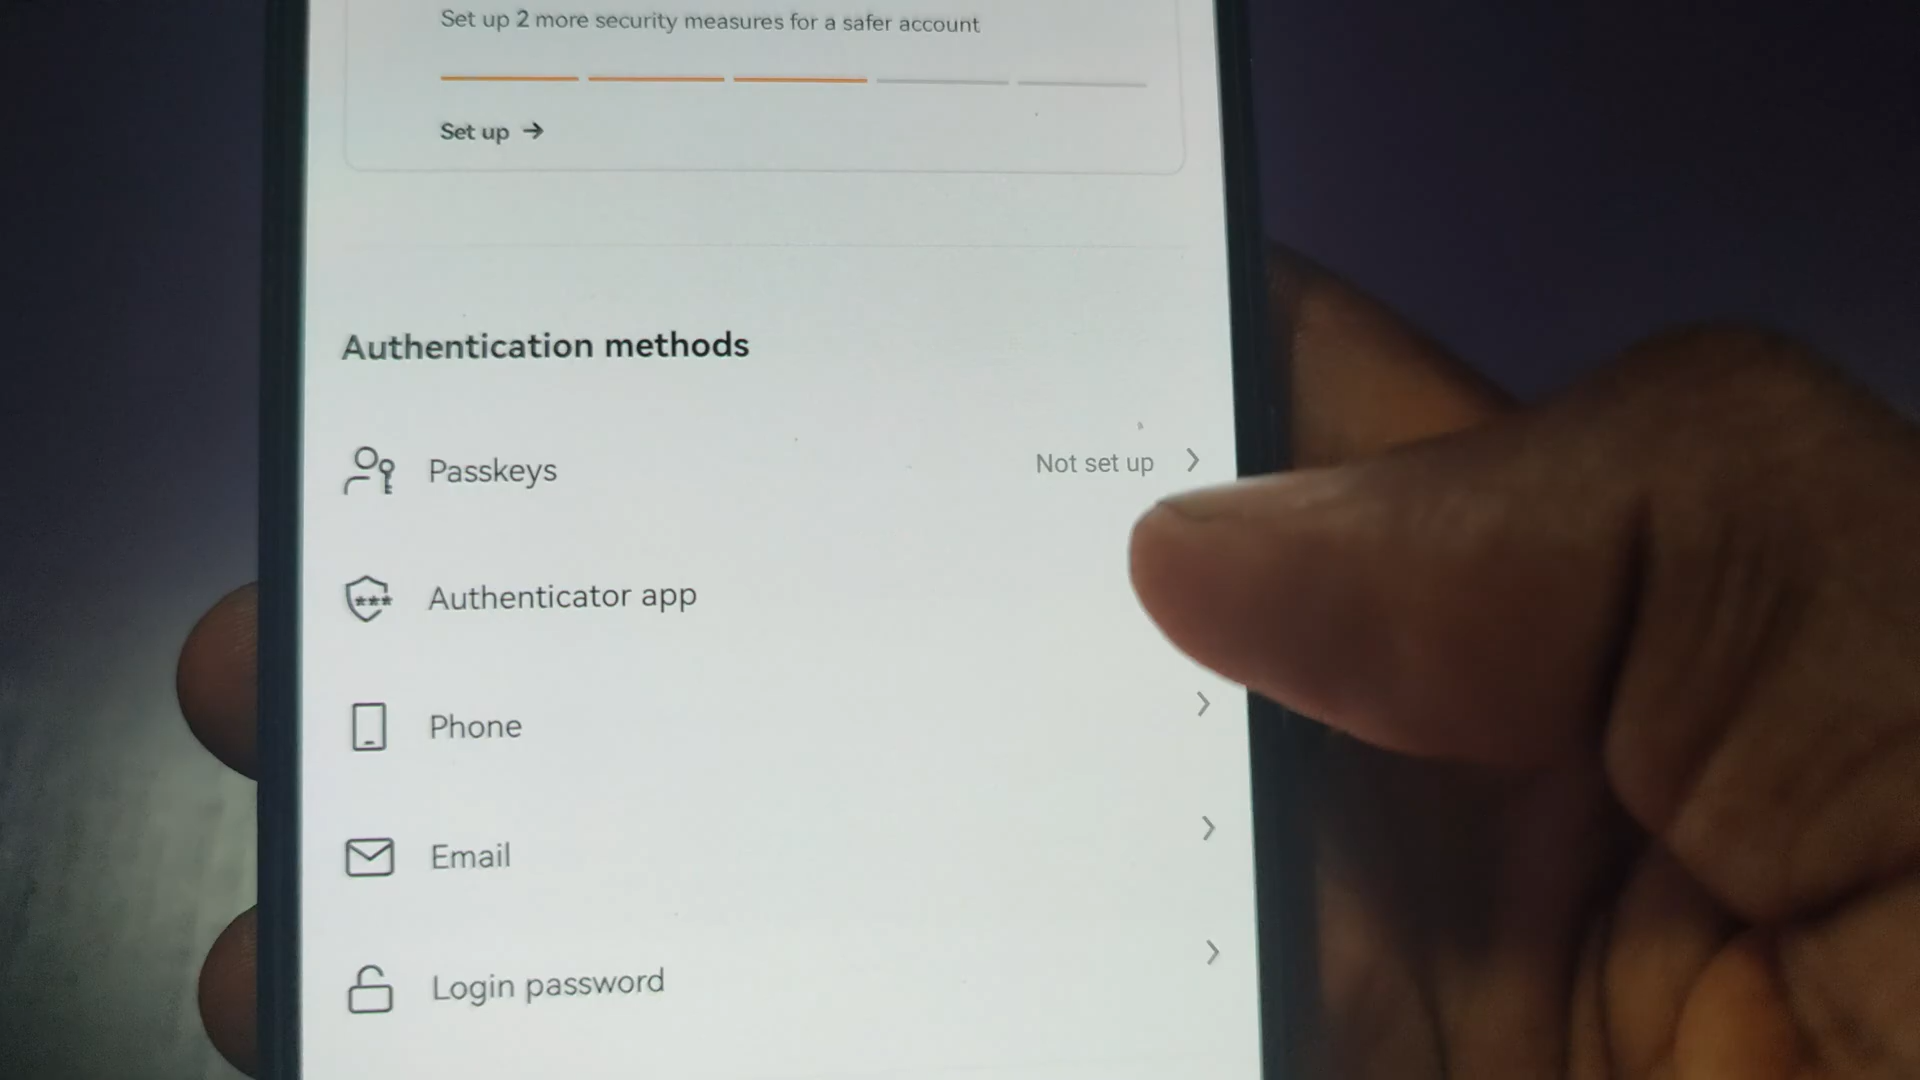 Set up 2 more security measures for a safer account
Set up →
Authentication methods
Passkeys Not set up
Authenticator app
Phone
Email
Login password